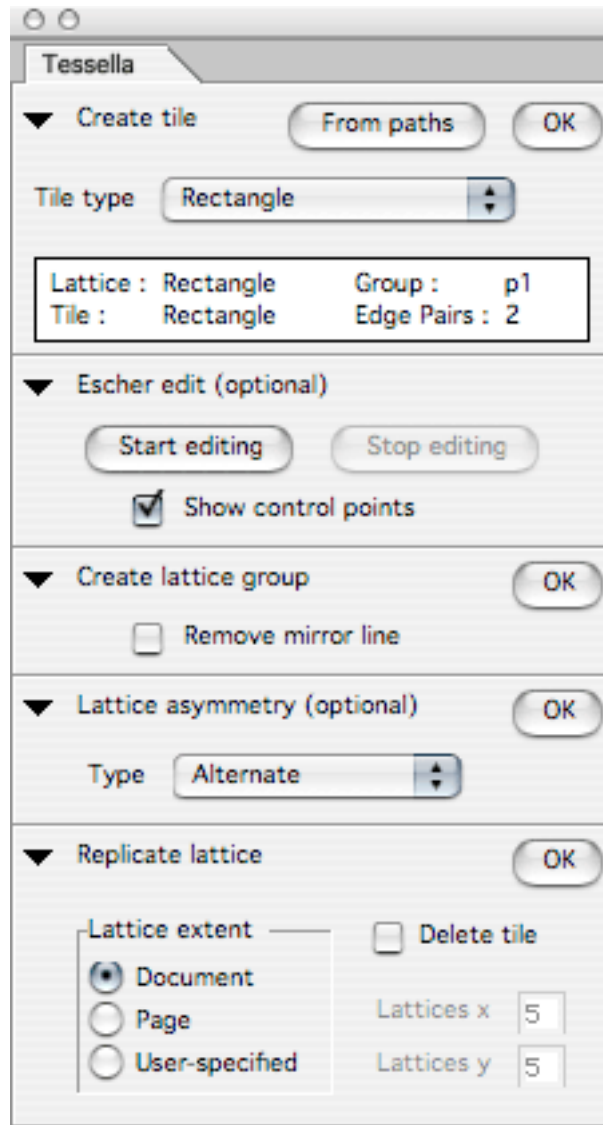 Tessella
Create tile From paths OK
Tile type Rectangle
Lattice : Rectangle Group : p1
Tile : Rectangle Edge Pairs : 2
Escher edit (optional)
Start editing Stop editing
Show control points
Create lattice group OK
Remove mirror line
Lattice asymmetry (optional) OK
Type Alternate
Replicate lattice OK
Lattice extent Delete tile
Document
Page Lattices x 5
User-specified Lattices y 5